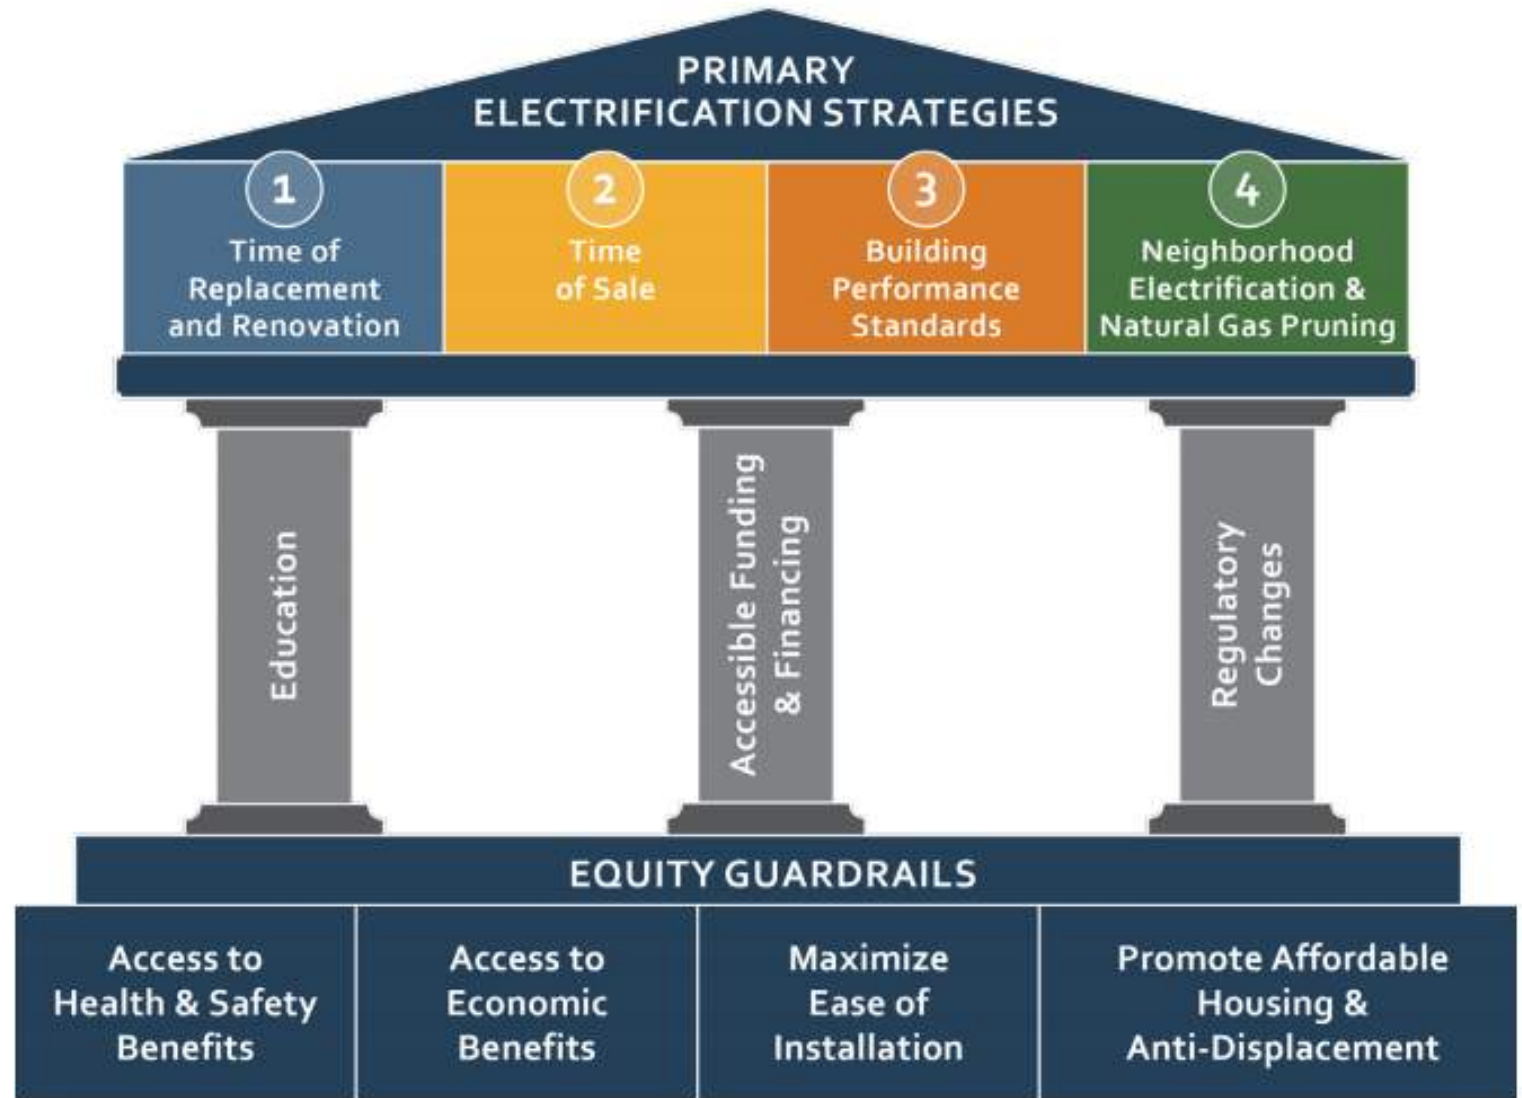 PRIMARY
ELECTRIFICATION STRATEGIES
1
Time of
Replacement
and Renovation
2
Time
of Sale
3
Building
Performance
Standards
4
Neighborhood
Electrification &
Natural Gas Pruning
Education
Accessible Funding
& Financing
Regulatory
Changes
EQUITY GUARDRAILS
Access to
Health & Safety
Benefits
Access to
Economic
Benefits
Maximize
Ease of
Installation
Promote Affordable
Housing &
Anti-Displacement